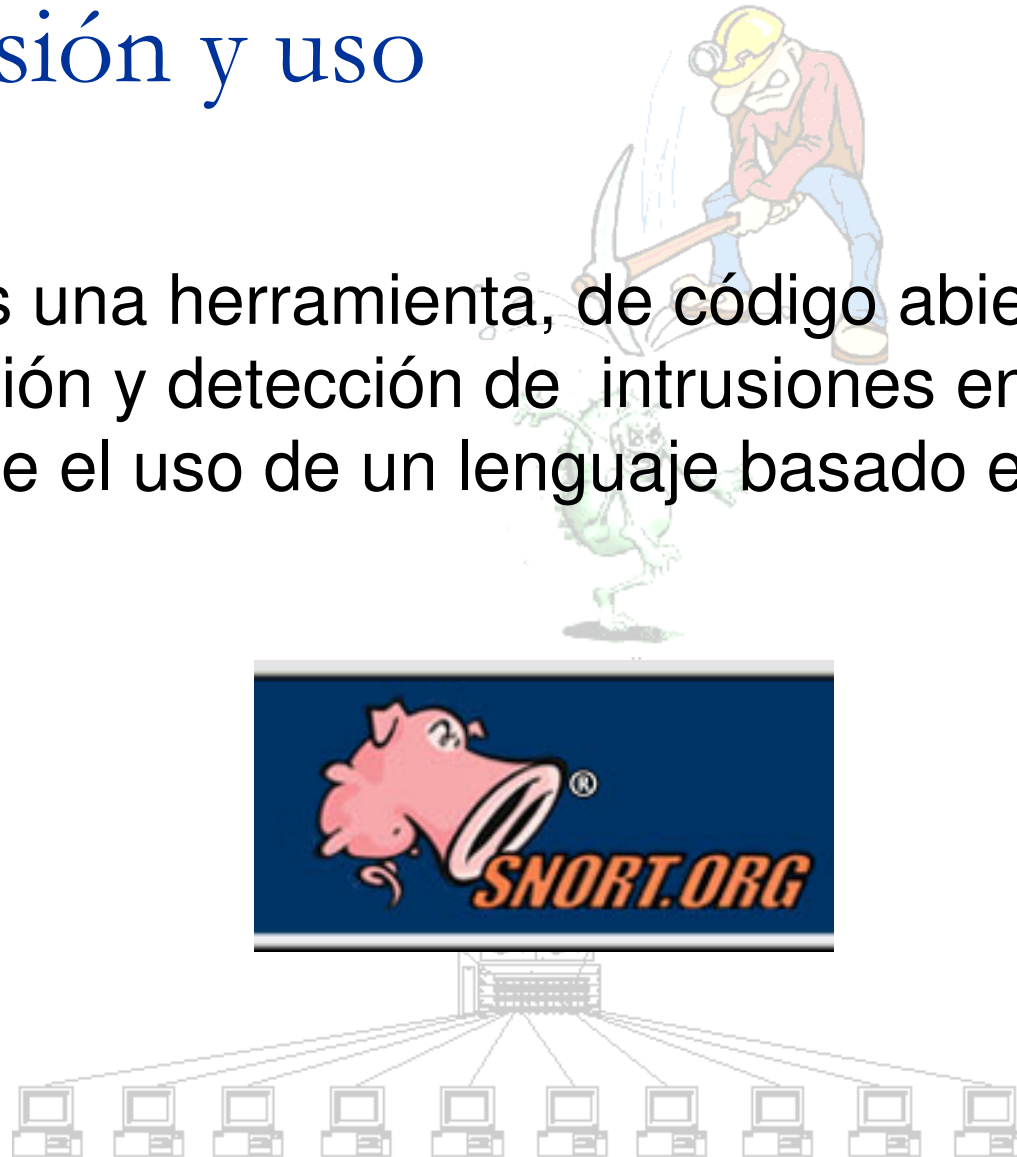 sión y uso
s una herramienta, de código abie
ión y detección de intrusiones en
e el uso de un lenguaje basado e
®
SNORT.ORG